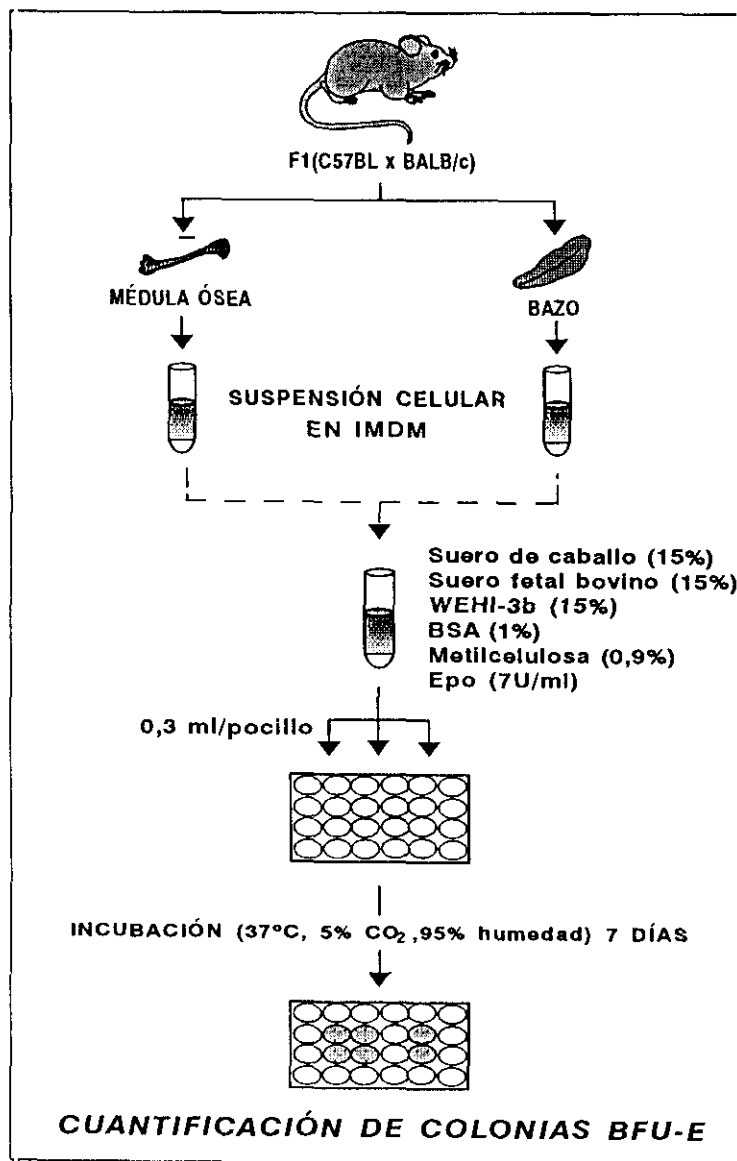 F1(C57BL x BALB/c)
MÉDULA ÓSEA
BAZO
SUSPENSIÓN CELULAR
EN IMDM
Suero de caballo (15%)
Suero fetal bovino (15%)
WEHI-3b (15%)
BSA (1%)
Metilcelulosa (0,9%)
Epo (7U/ml)
0,3 ml/pocillo
INCUBACIÓN (37ºC, 5% CO₂ ,95% humedad) 7 DÍAS
CUANTIFICACIÓN DE COLONIAS BFU-E